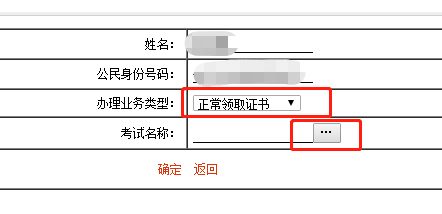 姓名：
公民身份号码：
办理业务类型： 正常领取证书
考试名称： ...
确定 返回